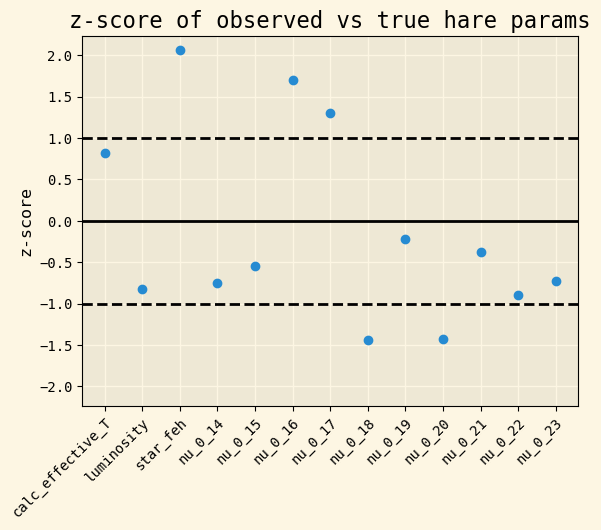 z-score of observed vs true hare params
z-score
2.0
1.5
1.0
0.5
0.0
−0.5
−1.0
−1.5
−2.0
calc_effective_T
luminosity
star_feh
nu_0_14
nu_0_15
nu_0_16
nu_0_17
nu_0_18
nu_0_19
nu_0_20
nu_0_21
nu_0_22
nu_0_23